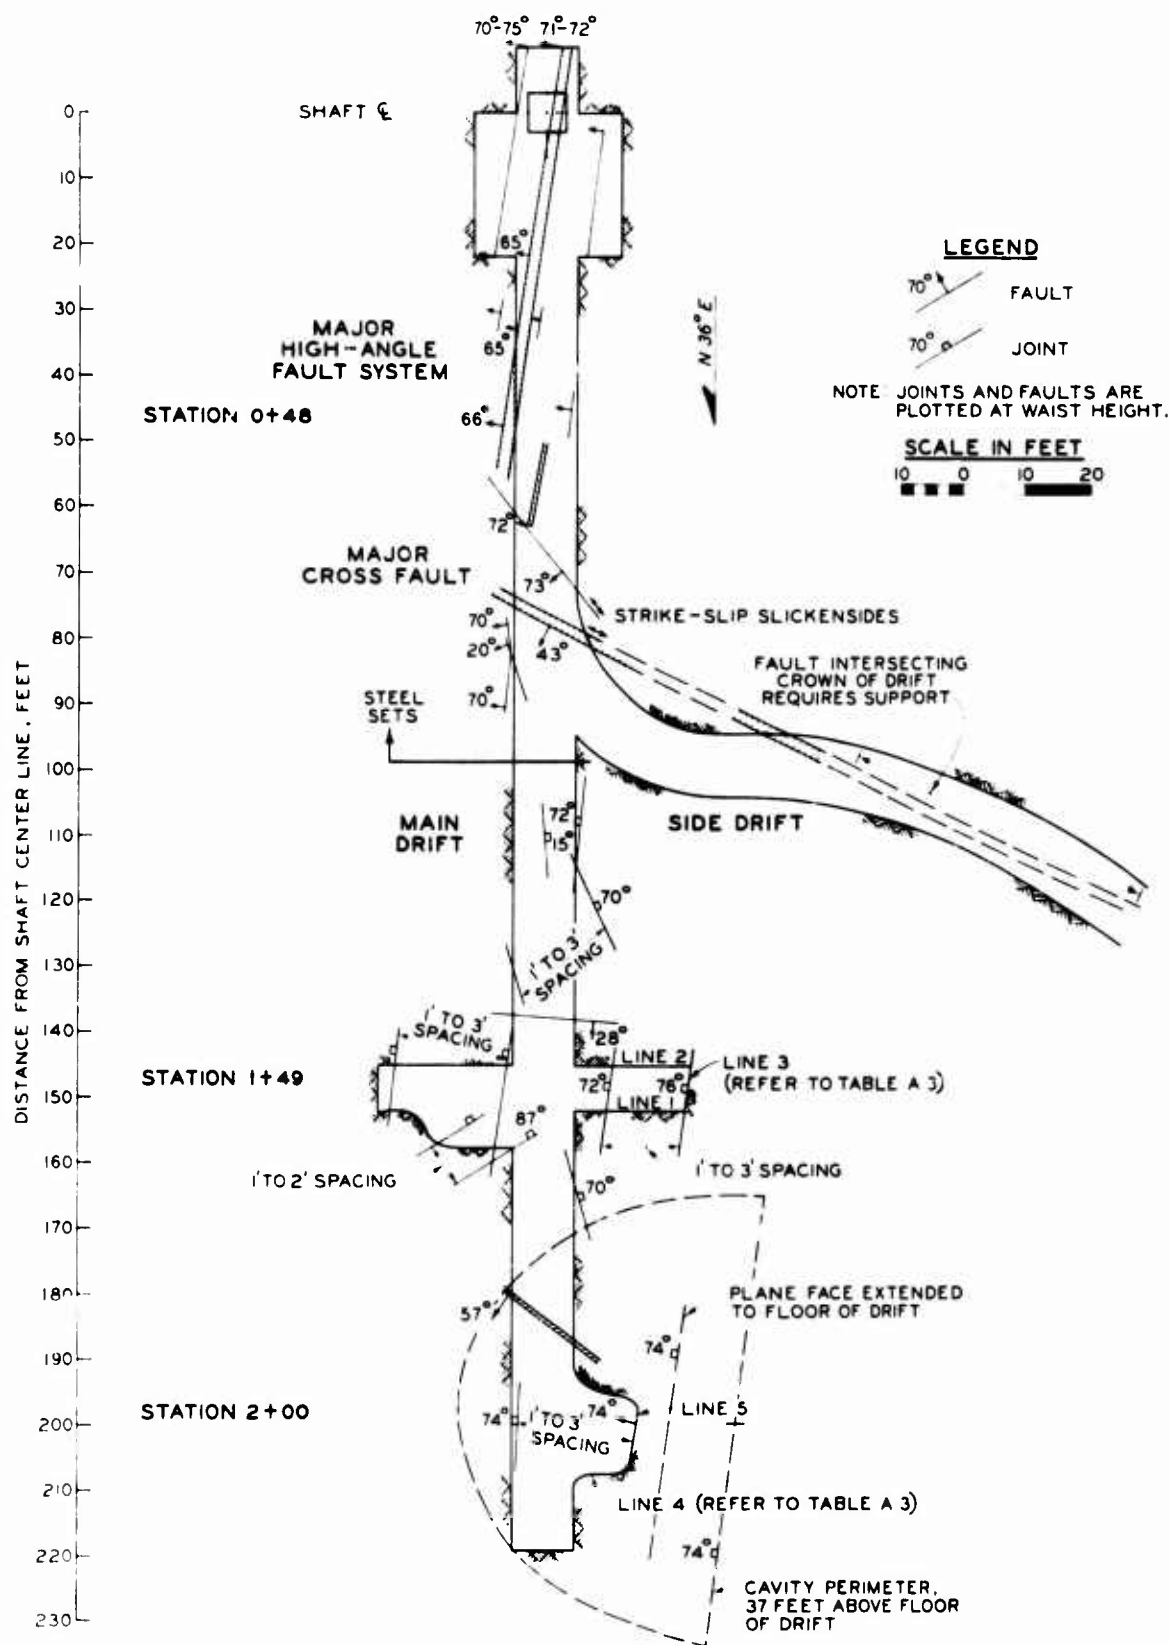 70°-75° 71°-72°
SHAFT ℄
0
10
20
30
40
50
60
70
80
90
100
110
120
130
140
150
160
170
180
190
200
210
220
230
DISTANCE FROM SHAFT CENTER LINE, FEET
65°
MAJOR
HIGH-ANGLE
FAULT SYSTEM
65°
STATION 0+48
66°
N 36° E
LEGEND
70° FAULT
70° JOINT
NOTE: JOINTS AND FAULTS ARE
PLOTTED AT WAIST HEIGHT.
SCALE IN FEET
10 0 10 20
72°
MAJOR
CROSS FAULT
73°
STRIKE-SLIP SLICKENSIDES
70°
20°
43°
70°
FAULT INTERSECTING
CROWN OF DRIFT
REQUIRES SUPPORT
STEEL
SETS
MAIN
DRIFT
72°
15°
SIDE DRIFT
70°
1' TO 3'
SPACING
1' TO 3'
SPACING
28°
STATION 1+49
LINE 2
LINE 3
(REFER TO TABLE A 3)
72°
76°
LINE 1
87°
1' TO 2' SPACING
1' TO 3' SPACING
70°
57°
PLANE FACE EXTENDED
TO FLOOR OF DRIFT
74°
STATION 2+00
74°
1' TO 3'
SPACING
74°
LINE 5
LINE 4 (REFER TO TABLE A 3)
74°
CAVITY PERIMETER,
37 FEET ABOVE FLOOR
OF DRIFT